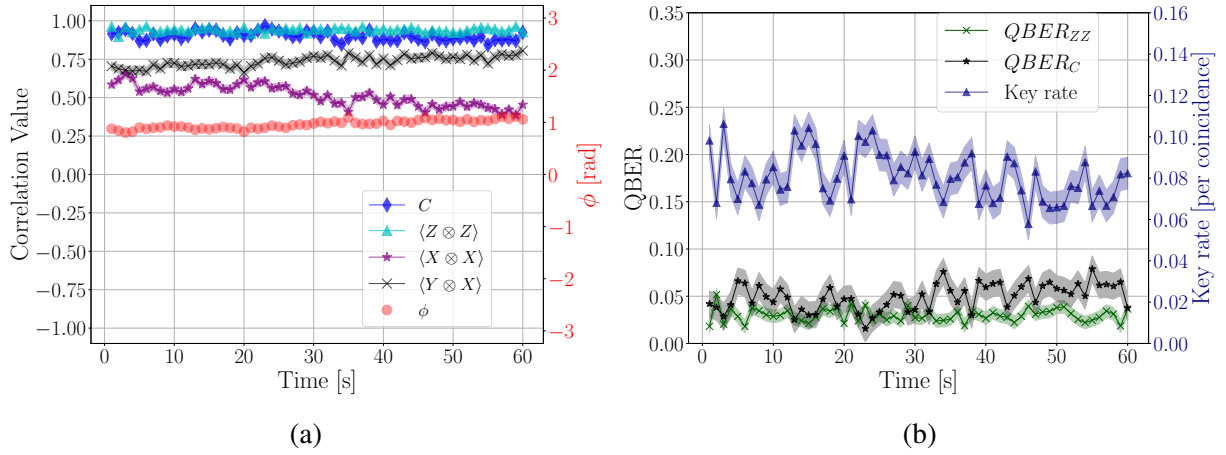 Correlation Value
1.00
0.75
0.50
0.25
0.00
−0.25
−0.50
−0.75
−1.00
C
⟨Z ⊗ Z⟩
⟨X ⊗ X⟩
⟨Y ⊗ X⟩
ϕ
3
2
1
0
−1
−2
−3
ϕ [rad]
0 10 20 30 40 50 60
Time [s]
(a)
QBER
0.35
0.30
0.25
0.20
0.15
0.10
0.05
0.00
QBER_ZZ
QBER_C
Key rate
0.16
0.14
0.12
0.10
0.08
0.06
0.04
0.02
0.00
Key rate [per coincidence]
0 10 20 30 40 50 60
Time [s]
(b)